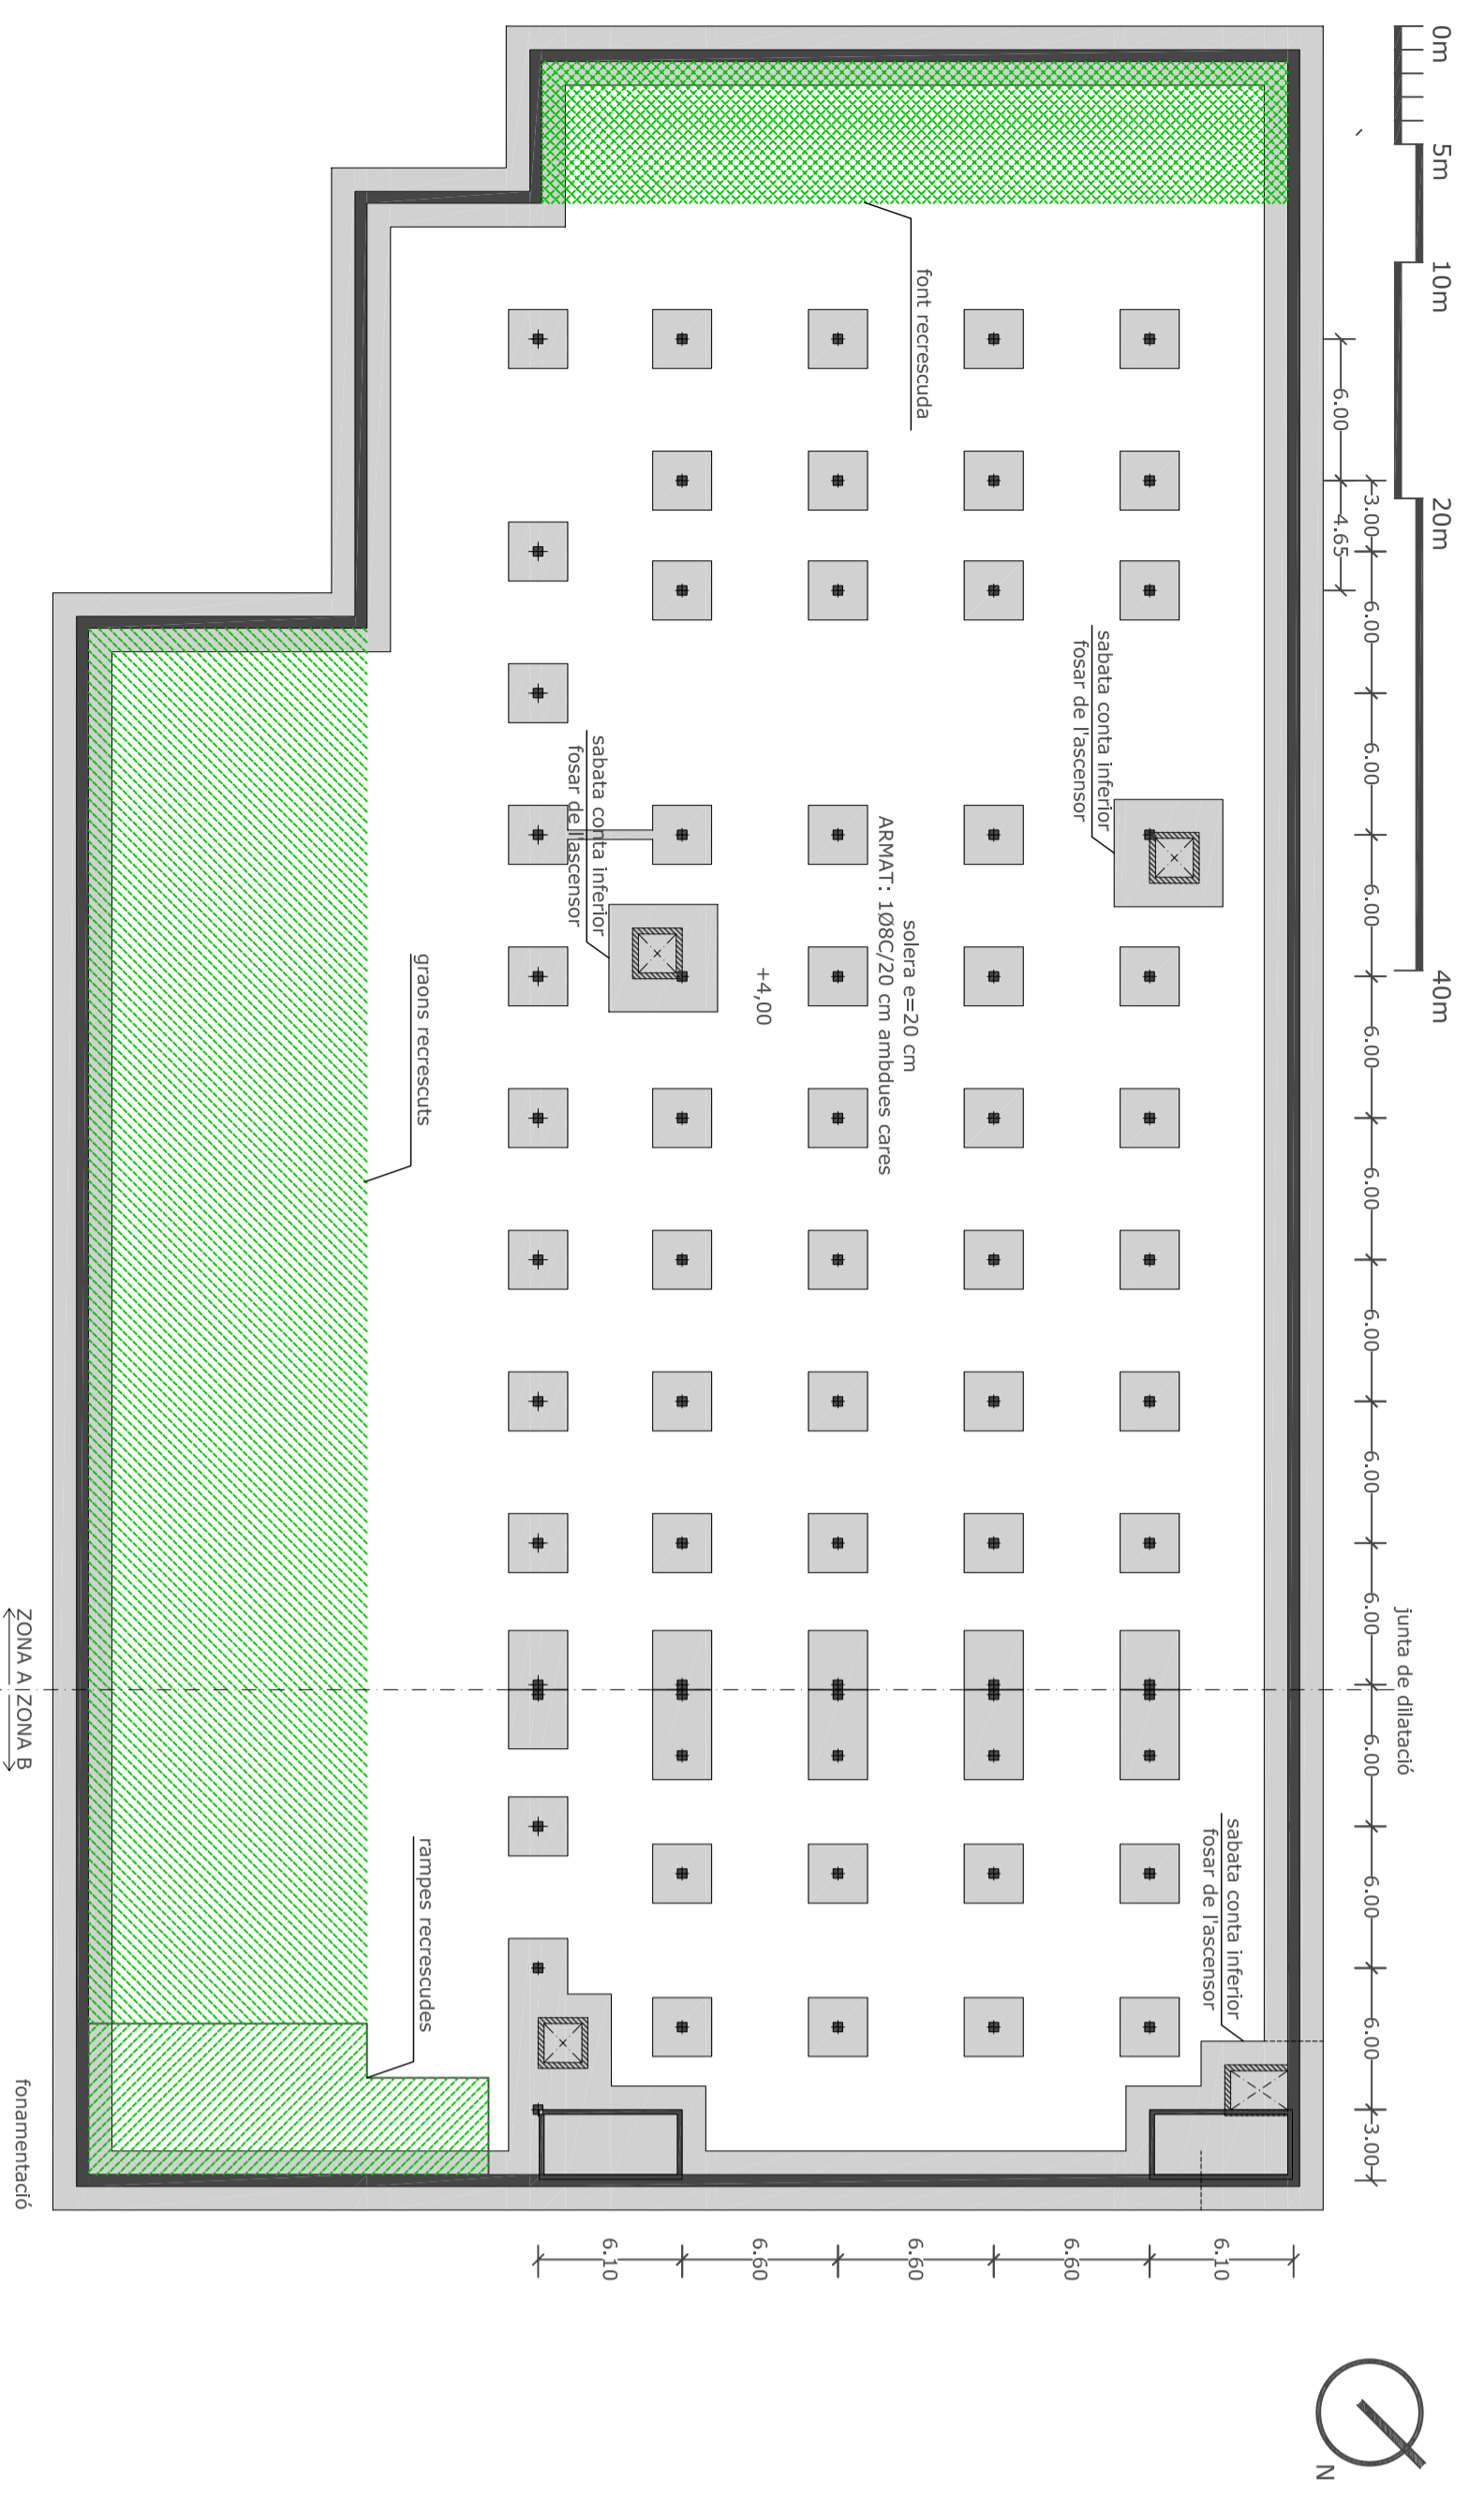 0m
5m
10m
20m
40m
6.00
4.65
3.00
6.00
6.00
6.00
6.00
6.00
6.00
6.00
6.00
6.00
6.00
6.00
3.00
junta de dilatació
font recrescuda
sabata conta inferior
fosar de l'ascensor
sabata conta inferior
fosar de l'ascensor
sabata conta inferior
fosar de l'ascensor
solera e=20 cm
ARMAT: 1Ø8C/20 cm ambdues cares
+4,00
graons recrescuts
rampes recrescudes
6.10
6.60
6.60
6.60
6.10
ZONA A ZONA B
fonamentació
N